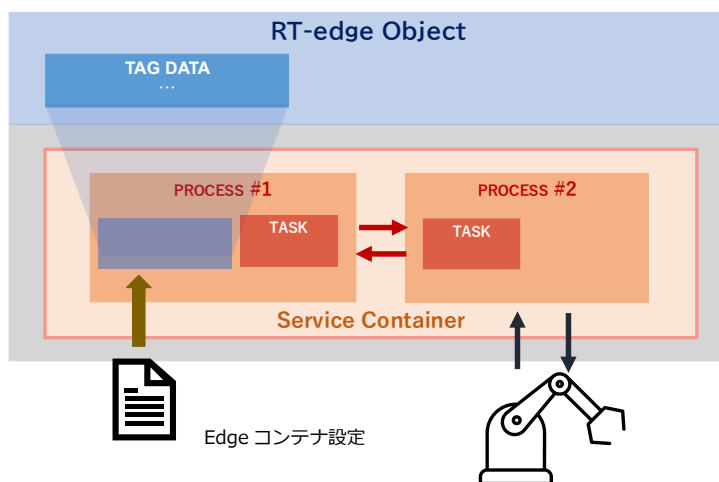 RT-edge Object
TAG DATA
…
PROCESS #1
PROCESS #2
TASK
TASK
Service Container
Edge コンテナ設定